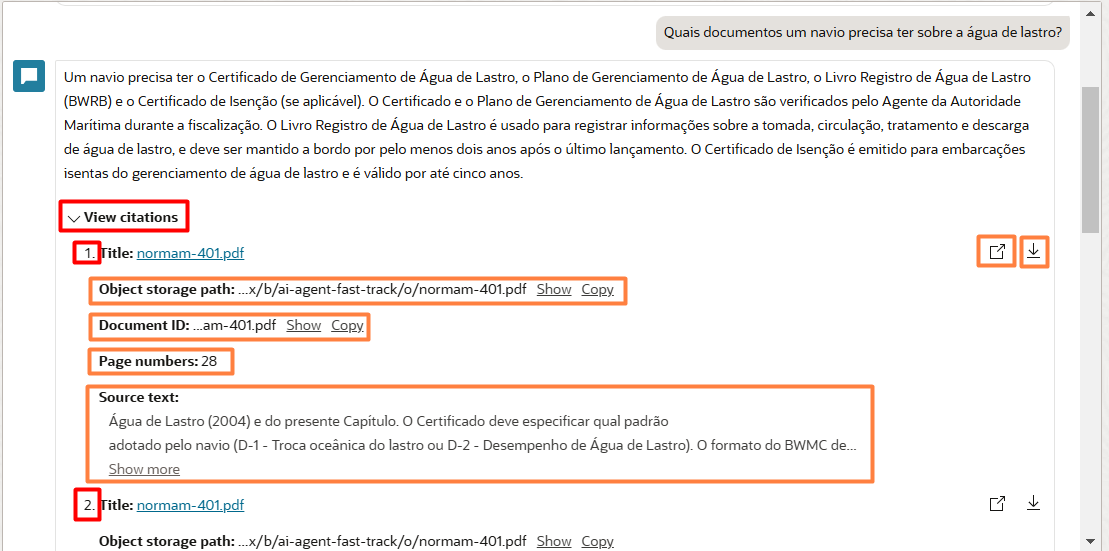 Quais documentos um navio precisa ter sobre a água de lastro?
Um navio precisa ter o Certificado de Gerenciamento de Água de Lastro, o Plano de Gerenciamento de Água de Lastro, o Livro Registro de Água de Lastro
(BWRB) e o Certificado de Isenção (se aplicável). O Certificado e o Plano de Gerenciamento de Água de Lastro são verificados pelo Agente da Autoridade
Marítima durante a fiscalização. O Livro Registro de Água de Lastro é usado para registrar informações sobre a tomada, circulação, tratamento e descarga
de água de lastro, e deve ser mantido a bordo por pelo menos dois anos após o último lançamento. O Certificado de Isenção é emitido para embarcações
isentas do gerenciamento de água de lastro e é válido por até cinco anos.
View citations
1. Title: normam-401.pdf
Object storage path: ...x/b/ai-agent-fast-track/o/normam-401.pdf Show Copy
Document ID: ...am-401.pdf Show Copy
Page numbers: 28
Source text:
Água de Lastro (2004) e do presente Capítulo. O Certificado deve especificar qual padrão
adotado pelo navio (D-1 - Troca oceânica do lastro ou D-2 - Desempenho de Água de Lastro). O formato do BWMC de...
Show more
2. Title: normam-401.pdf
Object storage path: ...x/b/ai-agent-fast-track/o/normam-401.pdf Show Copy